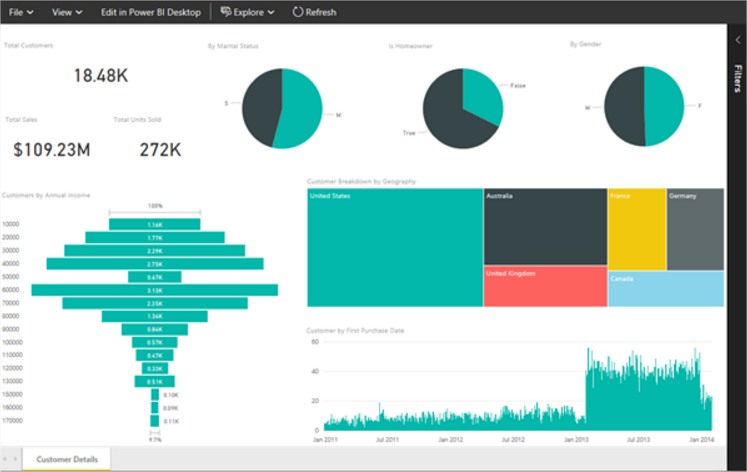 File View Edit in Power BI Desktop Explore Refresh
Filters
Total Customers
18.48K
Total Sales
$109.23M
Total Units Sold
272K
By Marital Status
S
M
Is Homeowner
False
True
By Gender
M
F
Customers by Annual Income
100%
10000 1.16K
20000 1.77K
30000 2.29K
40000 2.75K
50000 0.67K
60000 3.13K
70000 2.35K
80000 1.34K
90000 0.84K
100000 0.57K
110000 0.47K
120000 0.33K
130000 0.51K
150000 0.10K
160000 0.09K
170000 0.11K
9.7%
Customer Breakdown by Geography
United States
Australia
United Kingdom
France
Germany
Canada
Customer by First Purchase Date
60
40
20
0
Jan 2011 Jul 2011 Jan 2012 Jul 2012 Jan 2013 Jul 2013 Jan 2014
Customer Details